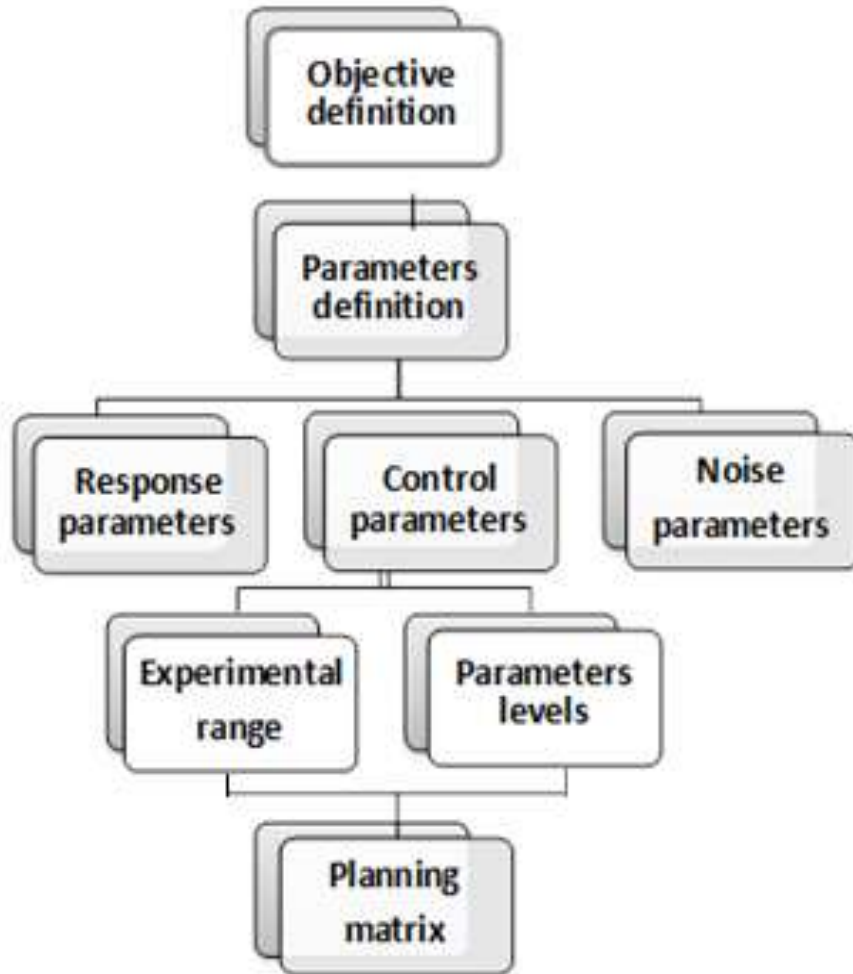 Objective
definition
Parameters
definition
Response
parameters
Control
parameters
Noise
parameters
Experimental
range
Parameters
levels
Planning
matrix